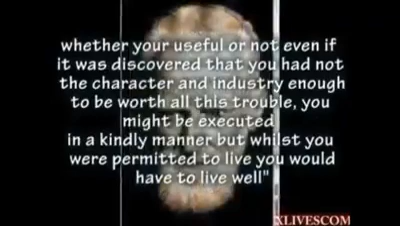 whether your useful or not even if
it was discovered that you had not
the character and industry enough
to be worth all this trouble, you
might be executed
in a kindly manner but whilst you
were permitted to live you would
have to live well"
XLIVESCOM